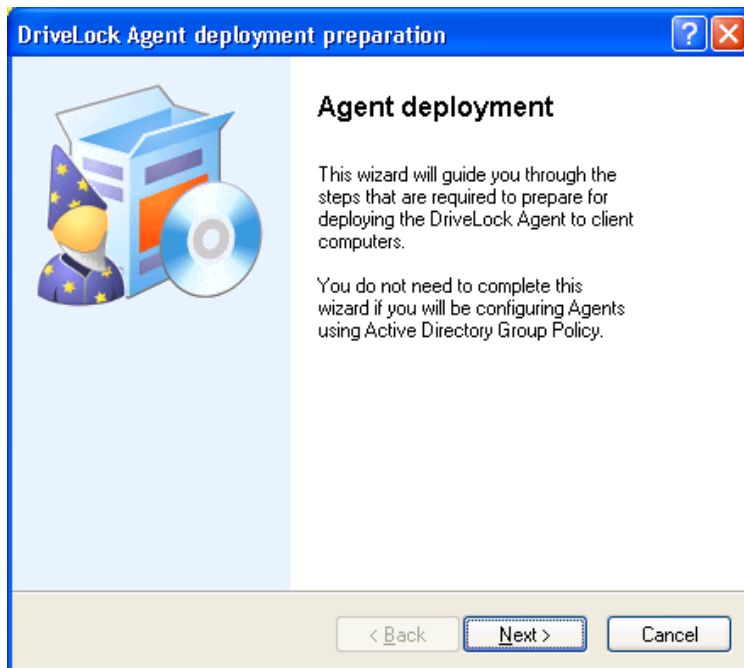 DriveLock Agent deployment preparation
?
Agent deployment
This wizard will guide you through the
steps that are required to prepare for
deploying the DriveLock Agent to client
computers.
You do not need to complete this
wizard if you will be configuring Agents
using Active Directory Group Policy.
< Back
Next >
Cancel